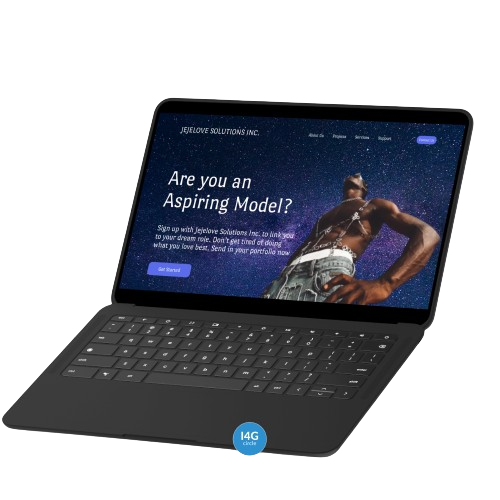 JEJELOVE SOLUTIONS INC.
About Us Projects Services Support
Are you an
Aspiring Model?
Sign up with Jejelove Solutions Inc. to link you
to your dream role. Don't get tired of doing
what you love best. Send in your portfolio now
Get Started
I4G
circle